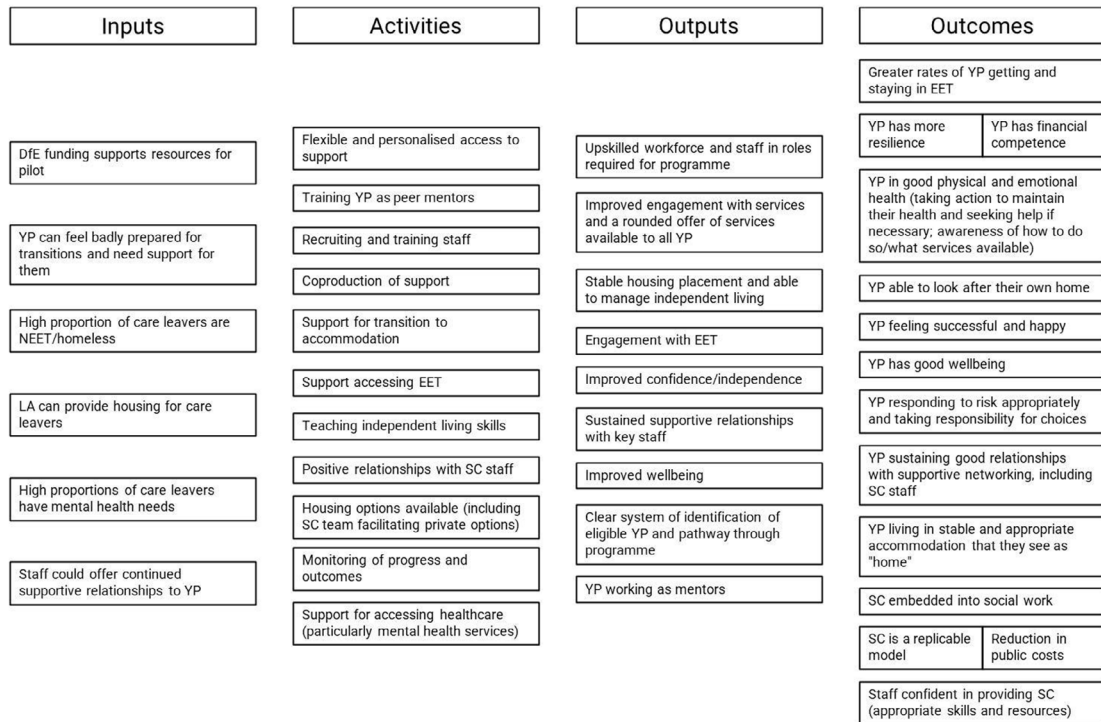 Inputs
DfE funding supports resources for
pilot
YP can feel badly prepared for
transitions and need support for
them
High proportion of care leavers are
NEET/homeless
LA can provide housing for care
leavers
High proportions of care leavers
have mental health needs
Staff could offer continued
supportive relationships to YP
Activities
Flexible and personalised access to
support
Training YP as peer mentors
Recruiting and training staff
Coproduction of support
Support for transition to
accommodation
Support accessing EET
Teaching independent living skills
Positive relationships with SC staff
Housing options available (including
SC team facilitating private options)
Monitoring of progress and
outcomes
Support for accessing healthcare
(particularly mental health services)
Outputs
Upskilled workforce and staff in roles
required for programme
Improved engagement with services
and a rounded offer of services
available to all YP
Stable housing placement and able
to manage independent living
Engagement with EET
Improved confidence/independence
Sustained supportive relationships
with key staff
Improved wellbeing
Clear system of identification of
eligible YP and pathway through
programme
YP working as mentors
Outcomes
Greater rates of YP getting and
staying in EET
YP has more
resilience
YP has financial
competence
YP in good physical and emotional
health (taking action to maintain
their health and seeking help if
necessary; awareness of how to do
so/what services available)
YP able to look after their own home
YP feeling successful and happy
YP has good wellbeing
YP responding to risk appropriately
and taking responsibility for choices
YP sustaining good relationships
with supportive networking, including
SC staff
YP living in stable and appropriate
accommodation that they see as
"home"
SC embedded into social work
SC is a replicable
model
Reduction in
public costs
Staff confident in providing SC
(appropriate skills and resources)